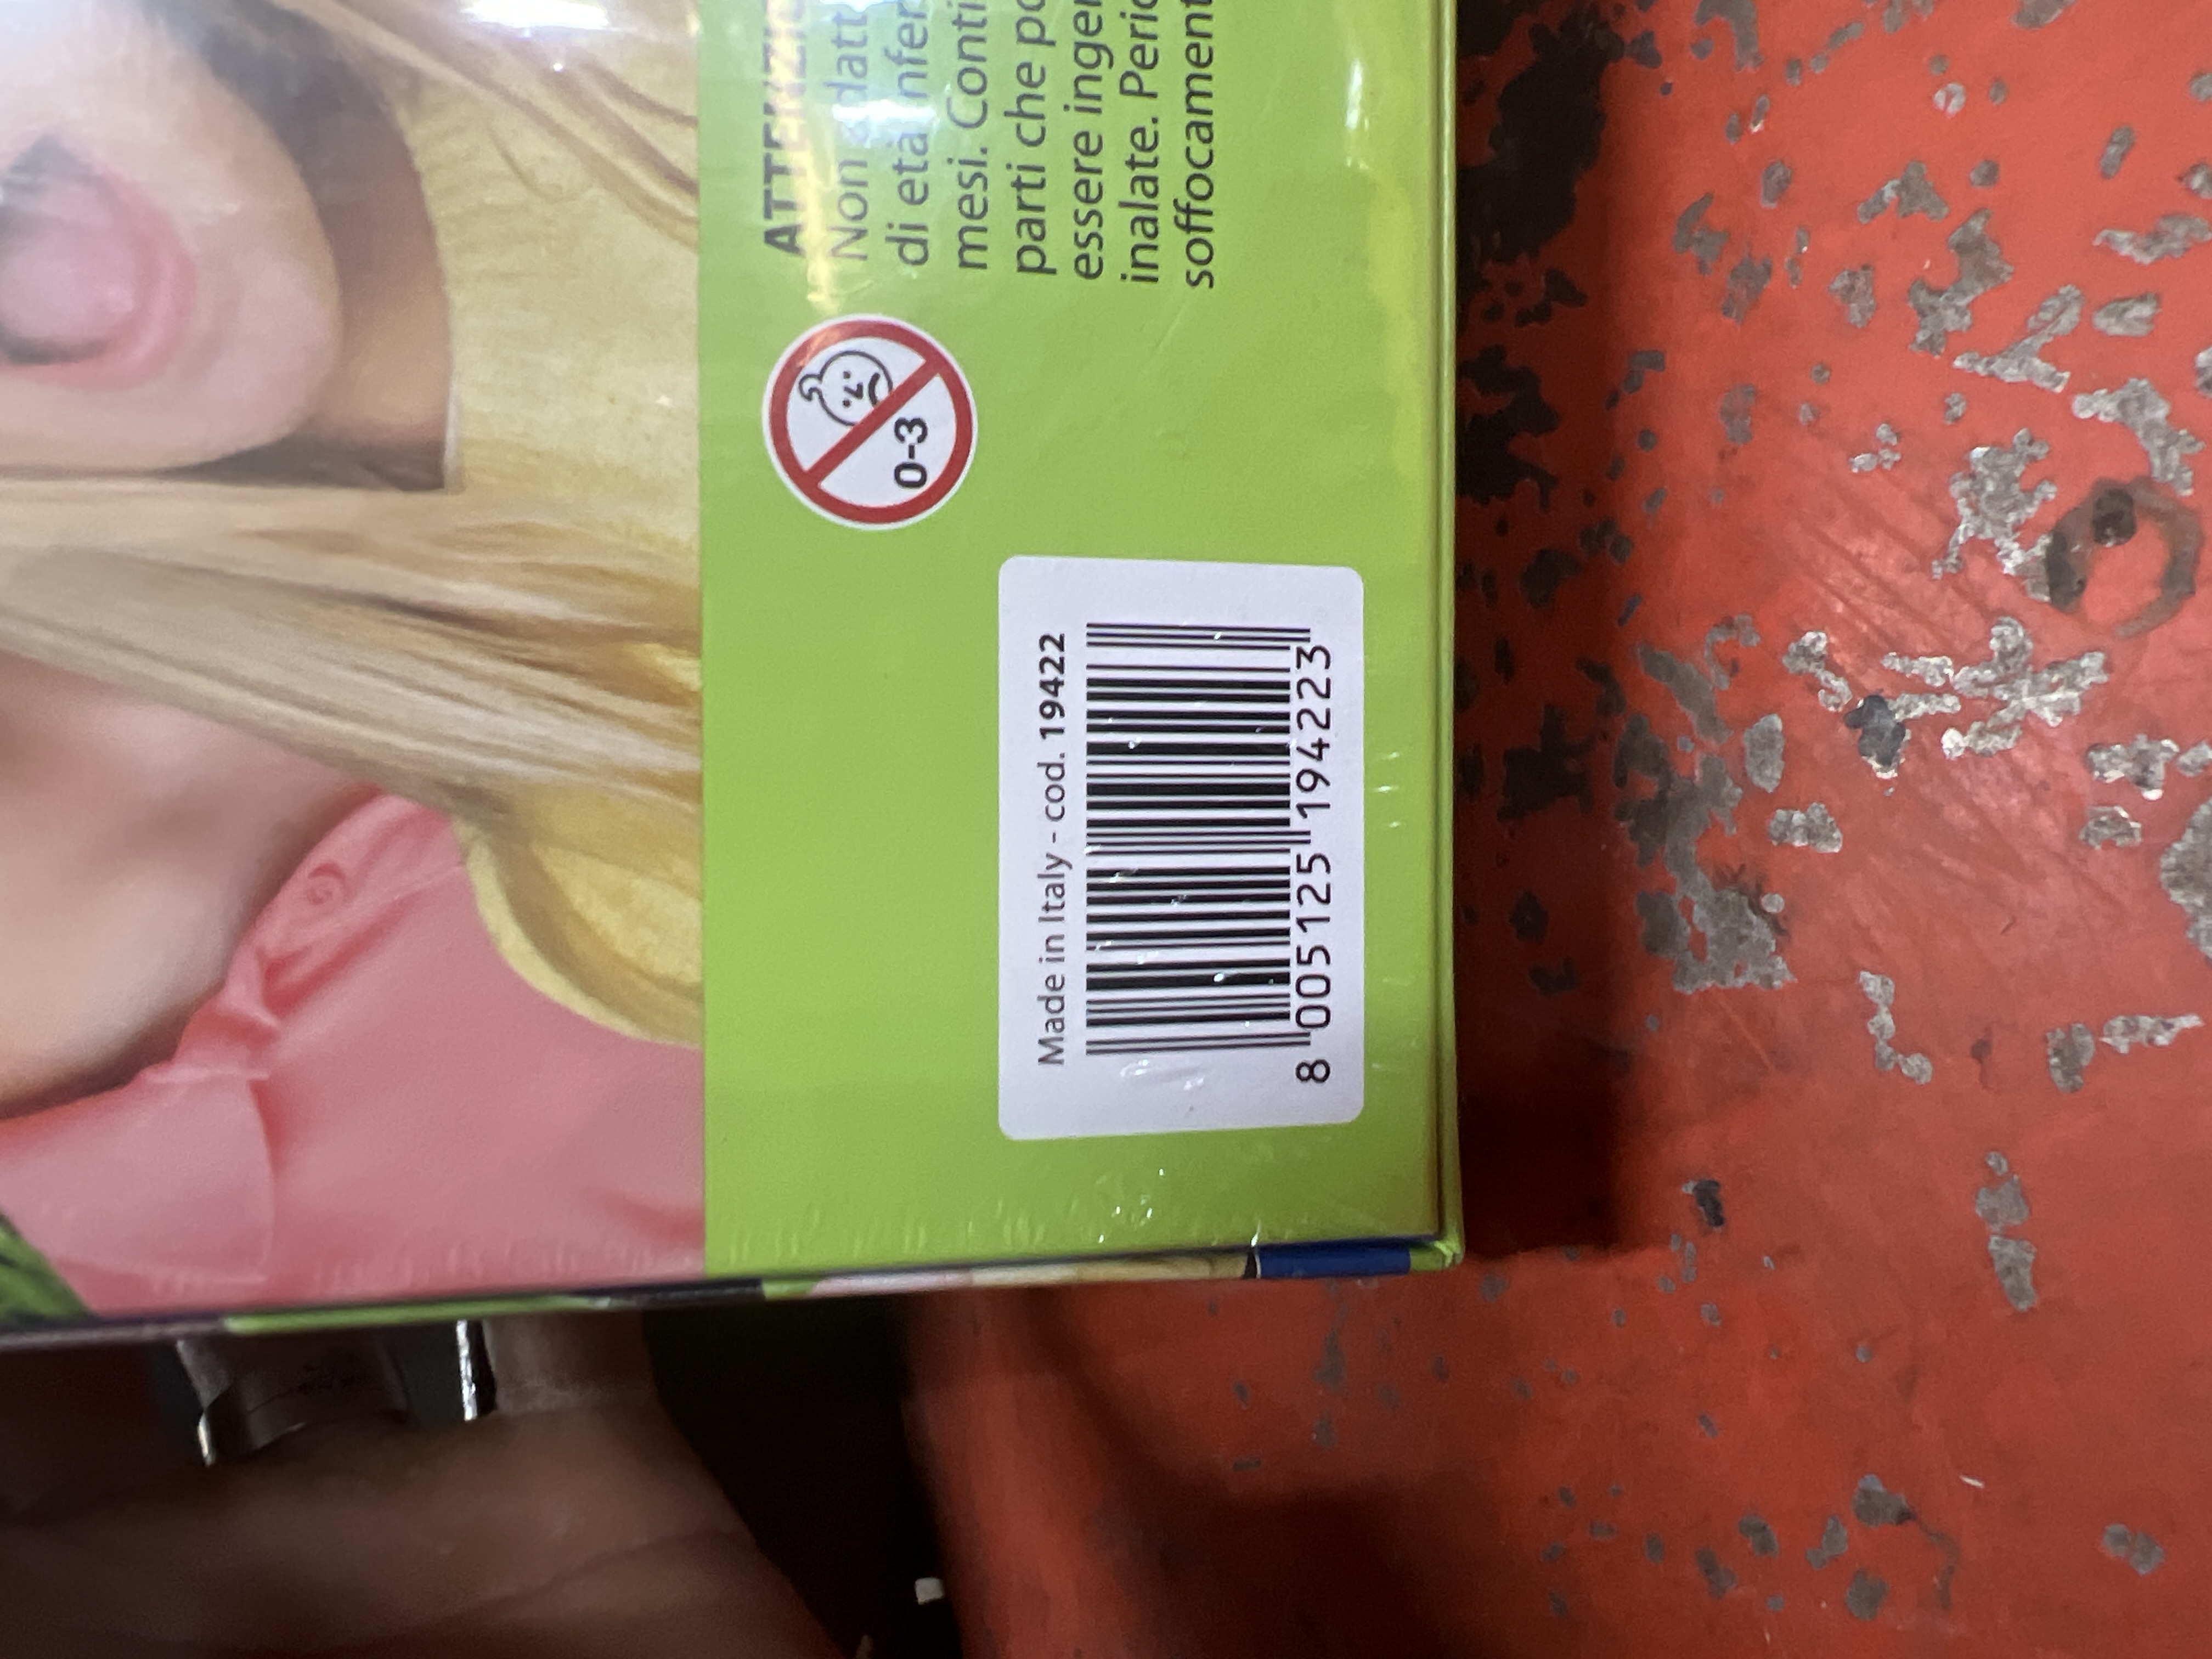 ATTENZIO
Non è adatt
di età infer
mesi. Conti
parti che po
essere inger
inalate. Peric
soffocament
0-3
Made in Italy - cod. 19422
8 005125 194223